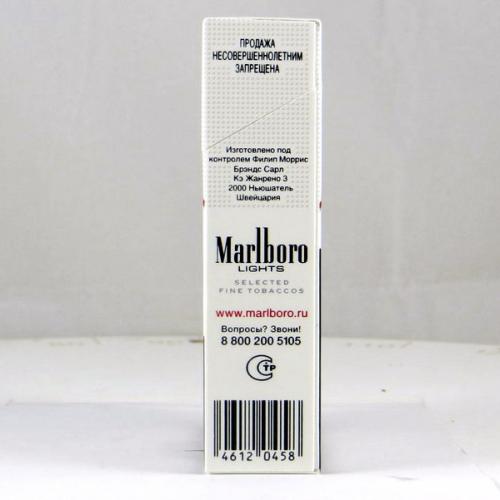 ПРОДАЖА
НЕСОВЕРШЕННОЛЕТНИМ
ЗАПРЕЩЕНА
Изготовлено под
контролем Филип Моррис
Брэндс Сарл
Кэ Жанрено 3
2000 Ньюшатель
Швейцария
Marlboro
LIGHTS
SELECTED
FINE TOBACCOS
www.marlboro.ru
Вопросы? Звони!
8 800 200 5105
СТР
4612 0458